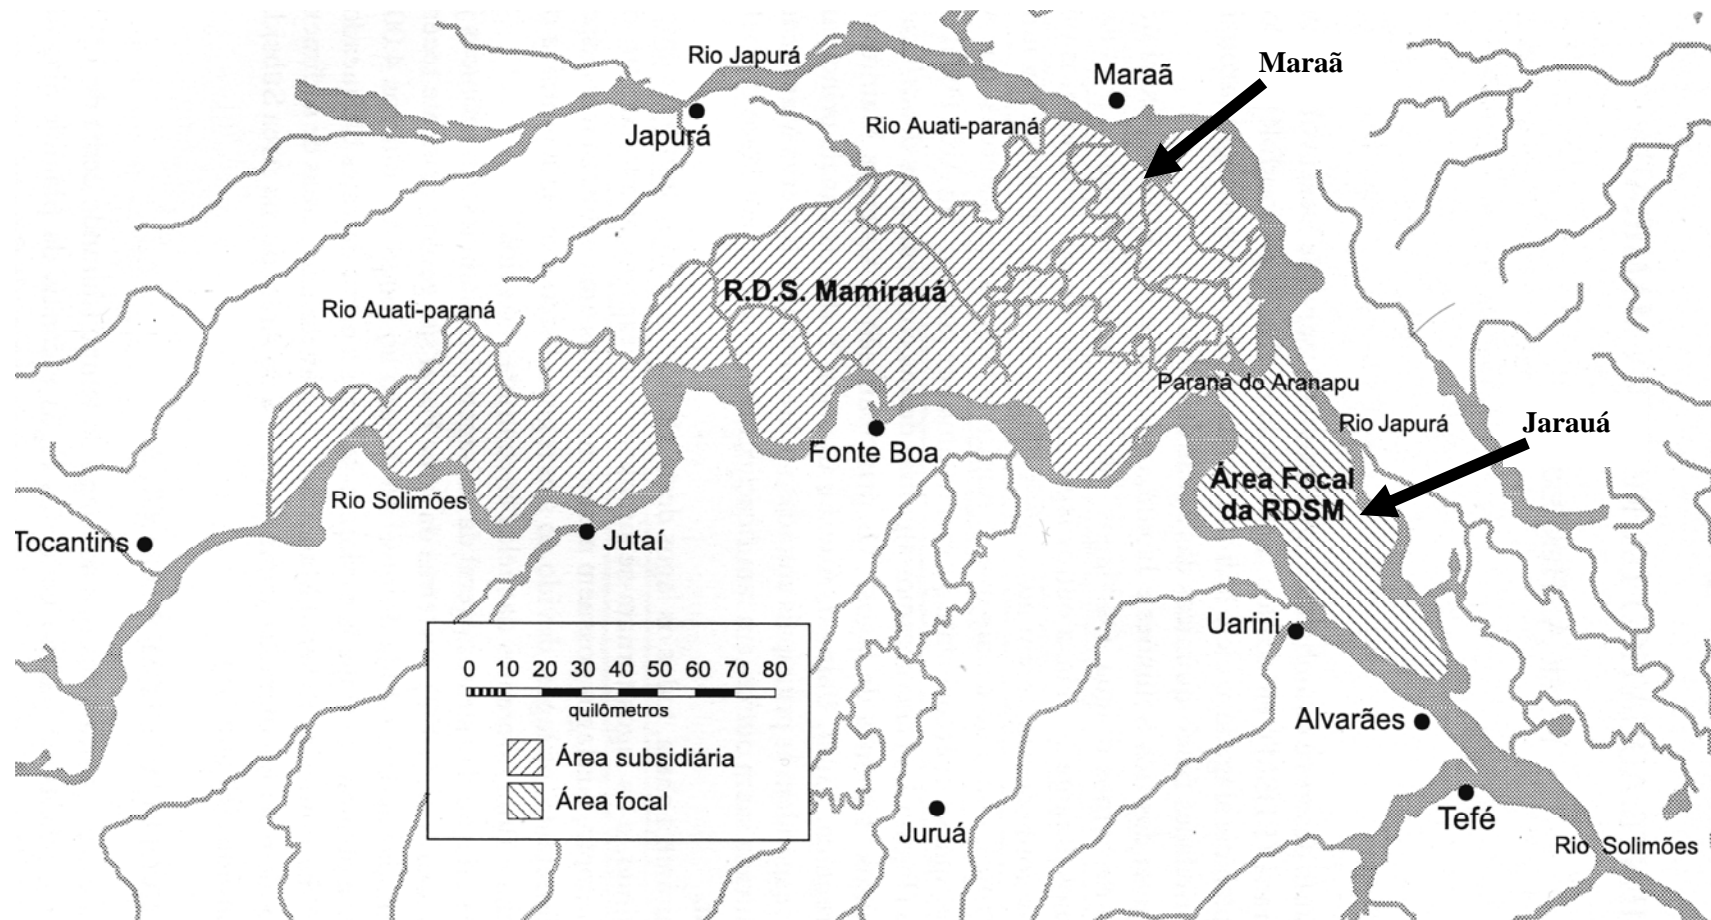 Rio Japurá
Maraã
Maraã
Japurá
Rio Auati-paraná
R.D.S. Mamirauá
Rio Auati-paraná
Paraná do Aranapu
Rio Japurá
Jarauá
Fonte Boa
Área Focal
da RDSM
Rio Solimões
Tocantins
Jutaí
Uarini
0 10 20 30 40 50 60 70 80
quilômetros
Área subsidiária
Área focal
Alvarães
Juruá
Tefé
Rio Solimões